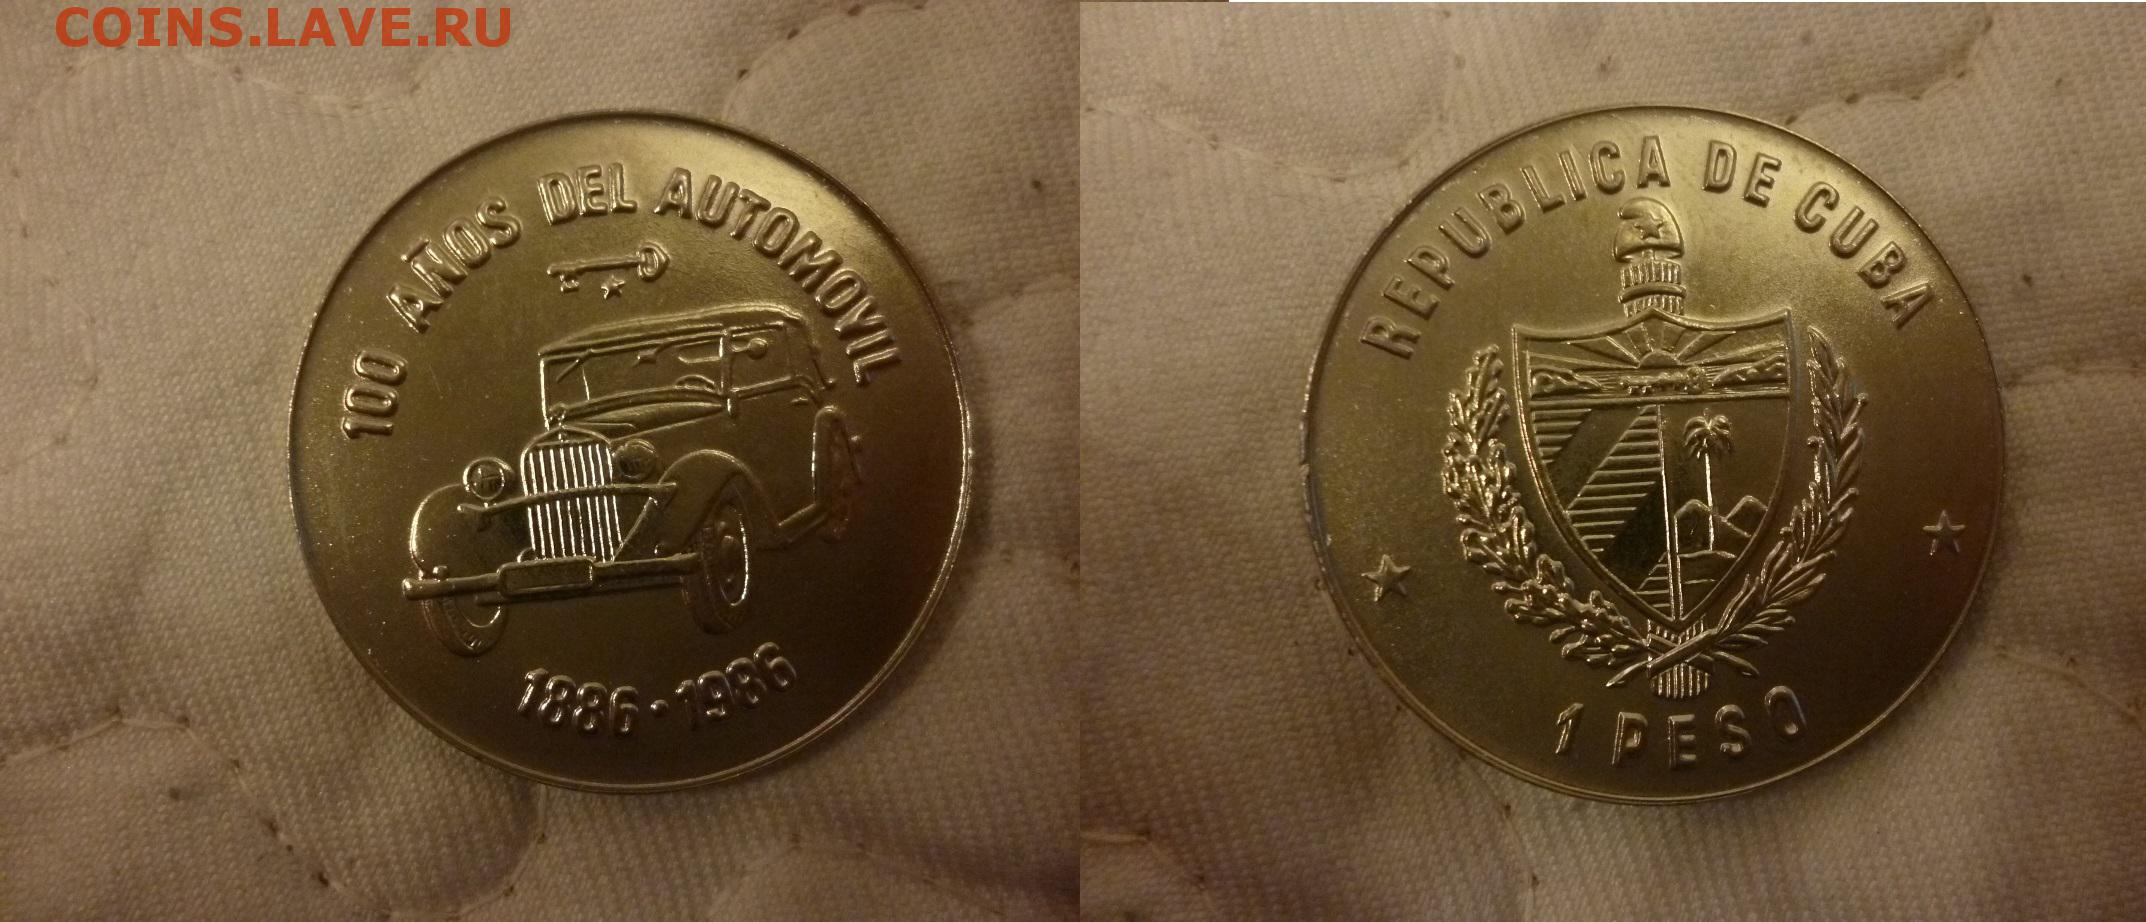 COINS.LAVE.RU
100 AÑOS DEL AUTOMOVIL
1886 • 1986
REPUBLICA DE CUBA
1 PESO